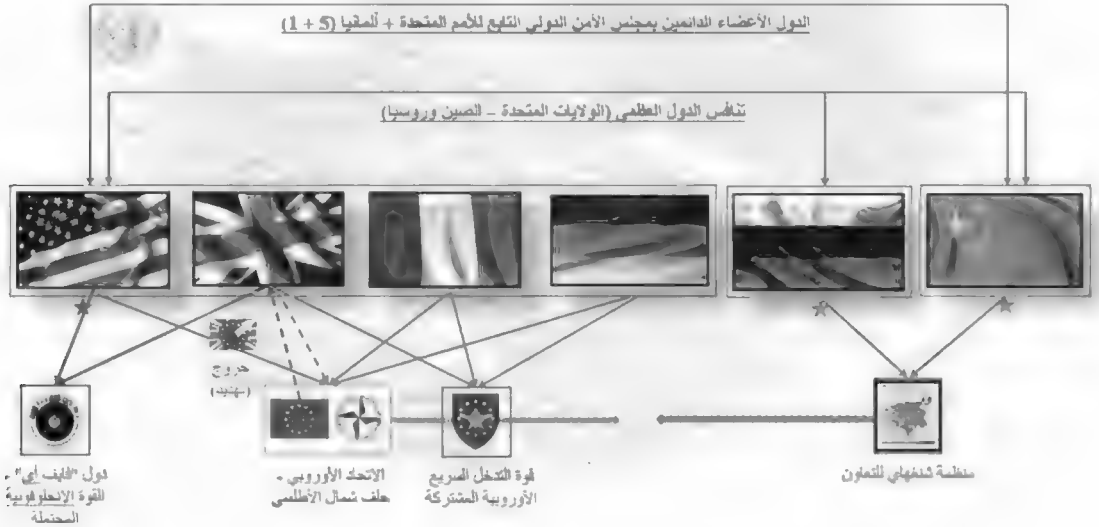 الدول الأعضاء الدائمين بمجلس الأمن الدولي التابع للأمم المتحدة + ألمانيا (5 + 1)
تنافس الدول العظمى (الولايات المتحدة – الصين وروسيا)
خروج
(تهديد)
دول "فايف أي" -
القوة الإنجلوفونية
المحتملة
الاتحاد الأوروبي -
حلف شمال الأطلسي
قوة التدخل السريع
الأوروبية المشتركة
منظمة شنغهاي للتعاون